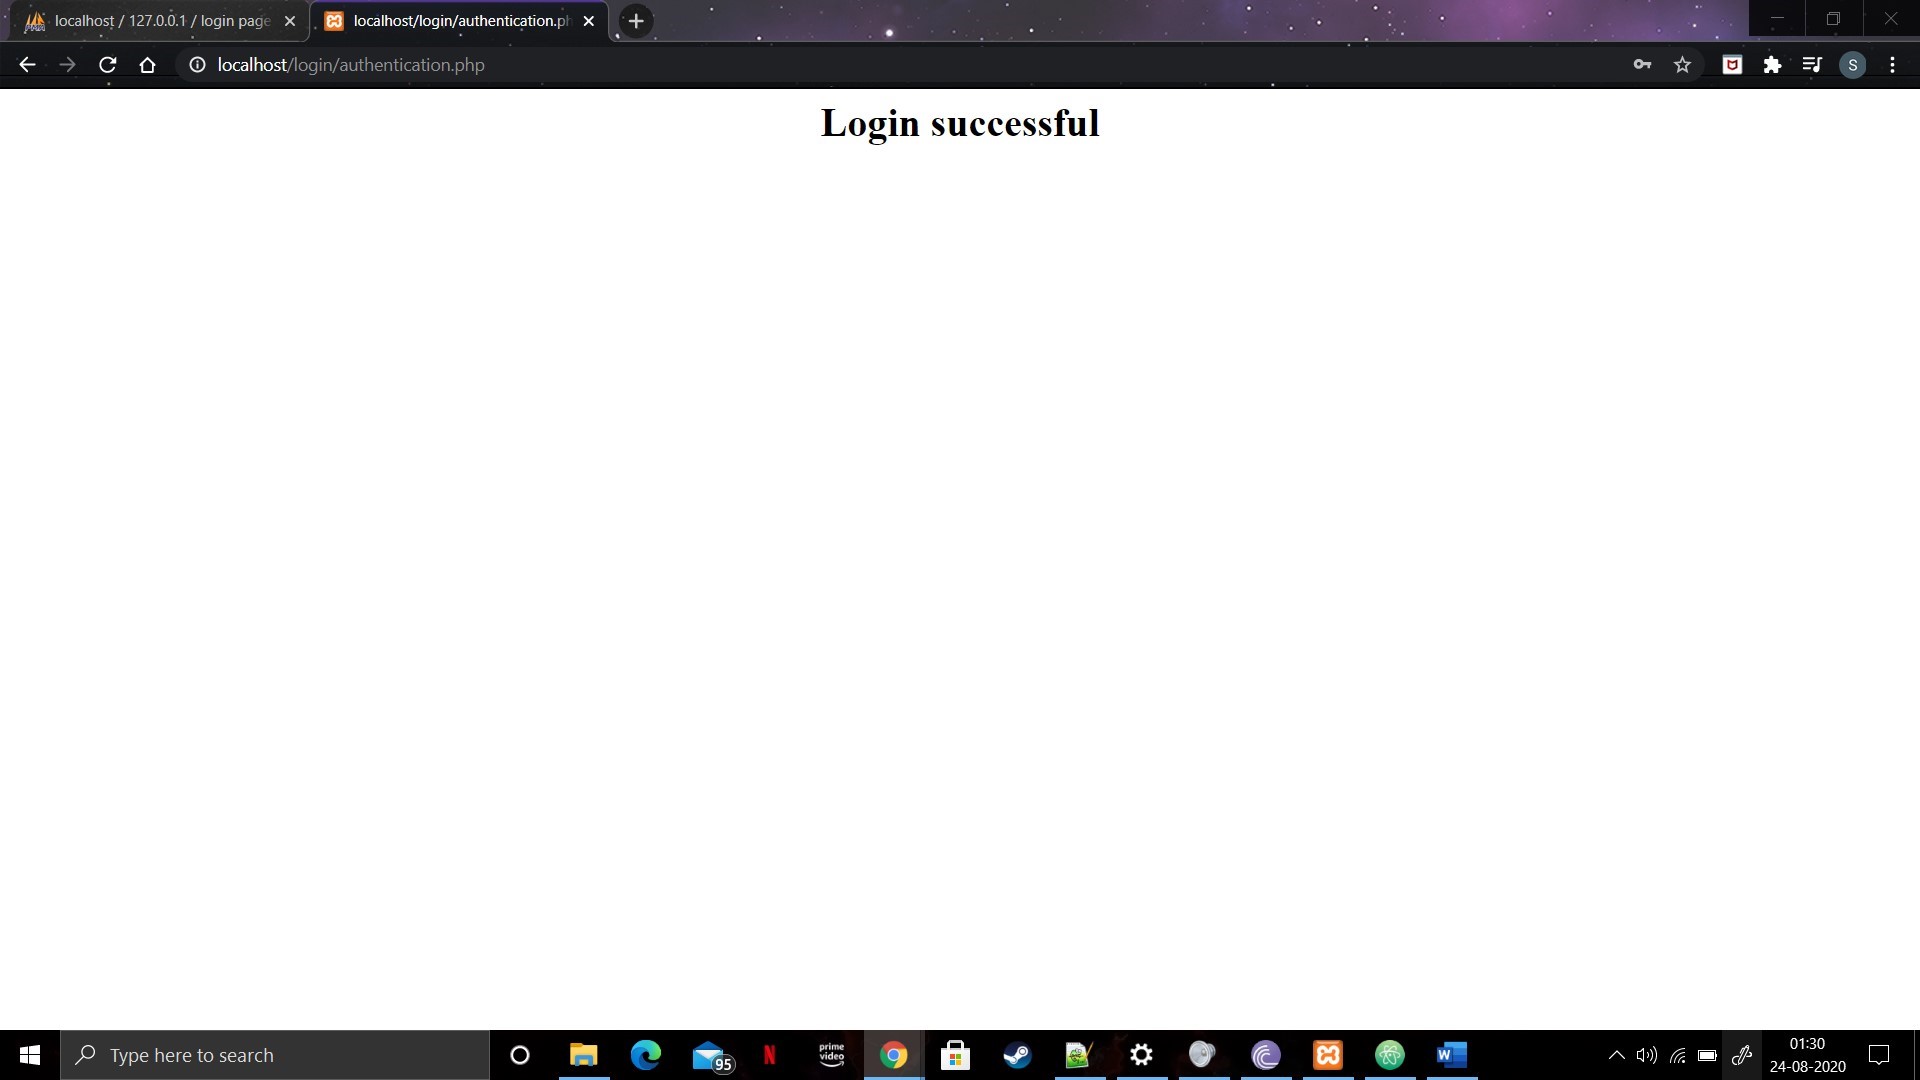 localhost / 127.0.0.1 / login page
localhost/login/authentication.ph
localhost/login/authentication.php
S
Login successful
Type here to search
95
N
prime
video
W
01:30
24-08-2020